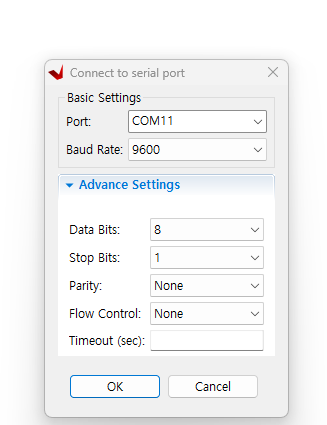 Connect to serial port
Basic Settings
Port: COM11
Baud Rate: 9600
Advance Settings
Data Bits: 8
Stop Bits: 1
Parity: None
Flow Control: None
Timeout (sec):
OK Cancel